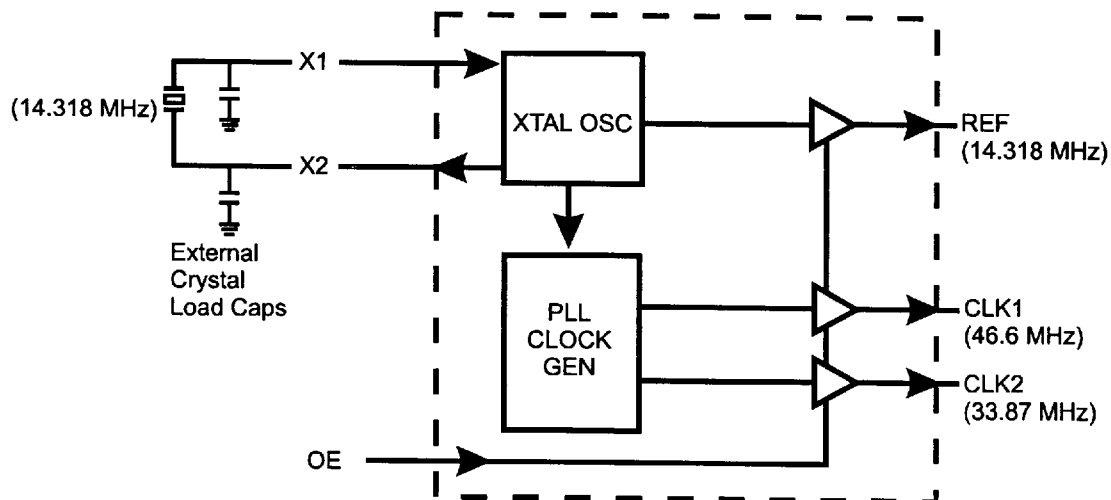 X1
(14.318 MHz)
X2
External
Crystal
Load Caps
XTAL OSC
REF
(14.318 MHz)
PLL
CLOCK
GEN
CLK1
(46.6 MHz)
CLK2
(33.87 MHz)
OE